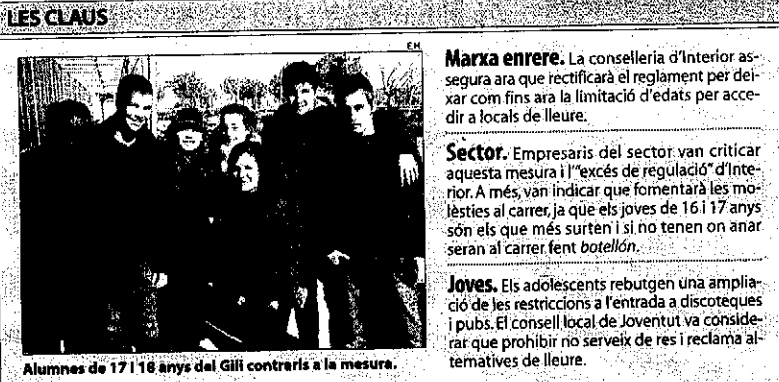 LES CLAUS
E.H.
Alumnes de 17 i 18 anys del Gili contraris a la mesura.
Marxa enrere. La conselleria d'Interior as-
segura ara que rectificarà el reglament per dei-
xar com fins ara la limitació d'edats per acce-
dir a locals de lleure.
Sector. Empresaris del sector van criticar
aquesta mesura i l'"excés de regulació" d'Inte-
rior. A més, van indicar que fomentarà les mo-
lèsties al carrer, ja que els joves de 16 i 17 anys
són els que més surten i si no tenen on anar
seran al carrer fent botellón.
Joves. Els adolescents rebutgen una amplia-
ció de les restriccions a l'entrada a discoteques
i pubs. El consell local de Joventut va conside-
rar que prohibir no serveix de res i reclama al-
ternatives de lleure.